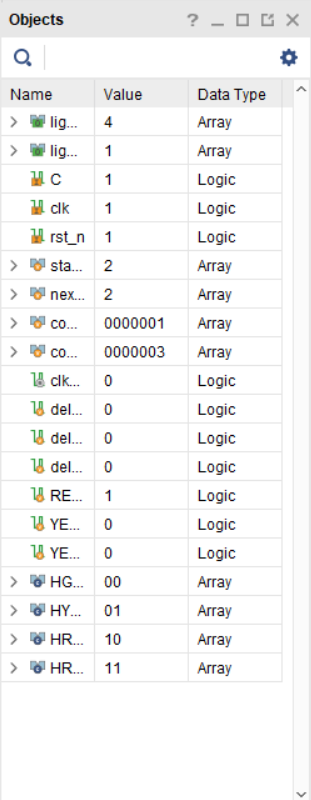 Objects ?
Name Value Data Type
lig... 4 Array
lig... 1 Array
C 1 Logic
clk 1 Logic
rst_n 1 Logic
sta... 2 Array
nex... 2 Array
co... 0000001 Array
co... 0000003 Array
clk... 0 Logic
del... 0 Logic
del... 0 Logic
del... 0 Logic
RE... 1 Logic
YE... 0 Logic
YE... 0 Logic
HG... 00 Array
HY... 01 Array
HR... 10 Array
HR... 11 Array